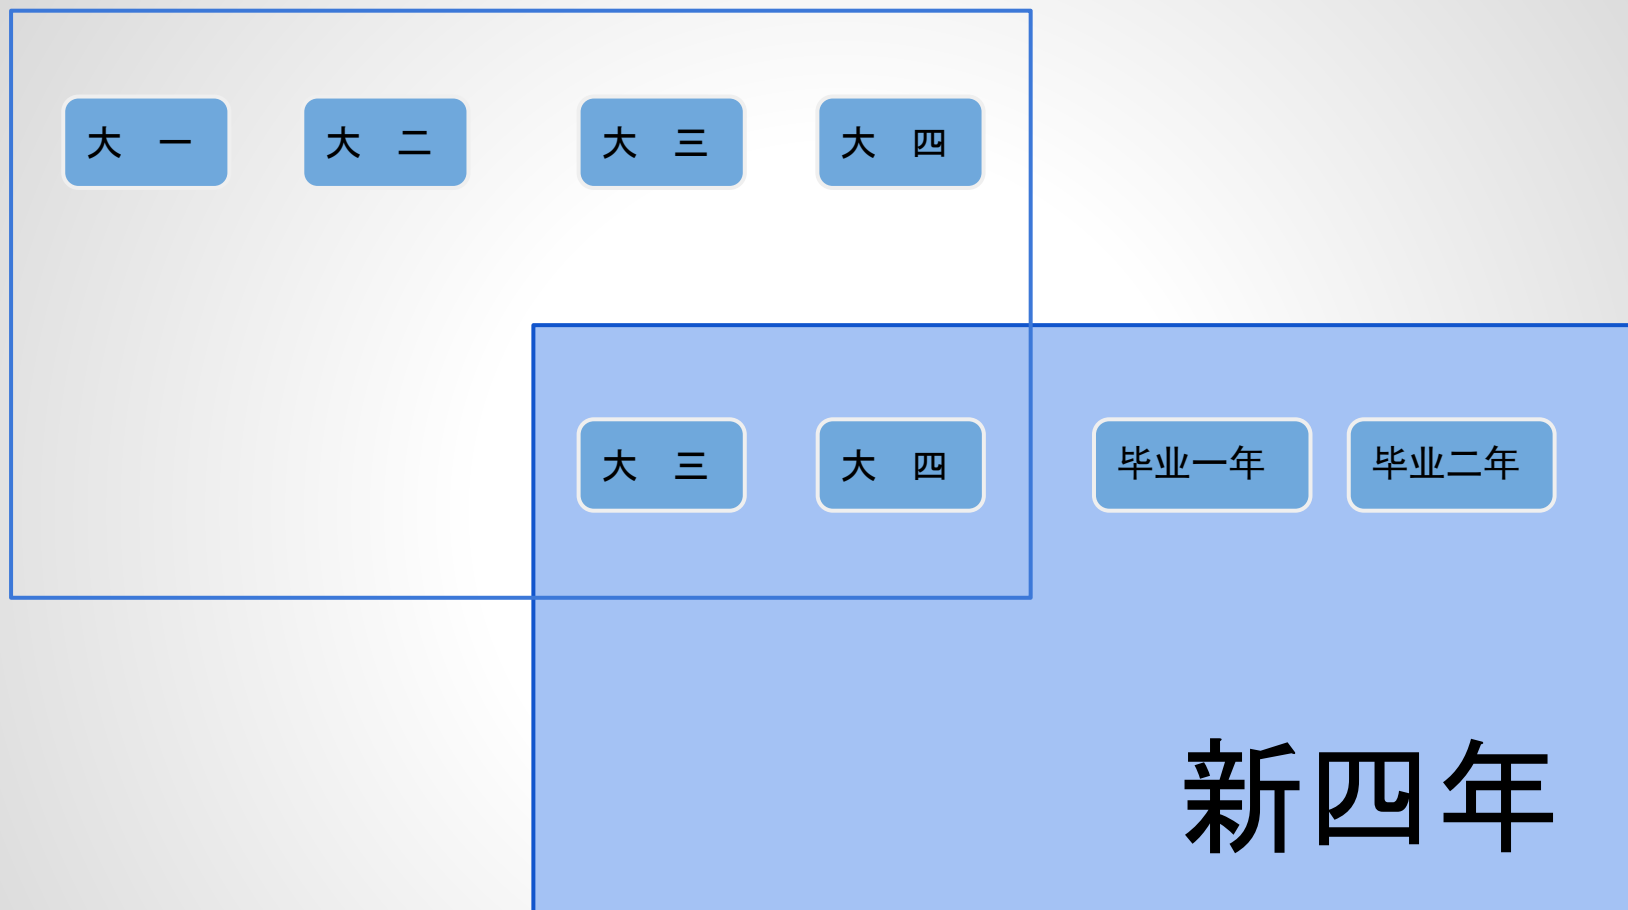 大 一
大 二
大 三
大 四
大 三
大 四
毕业一年
毕业二年
新四年